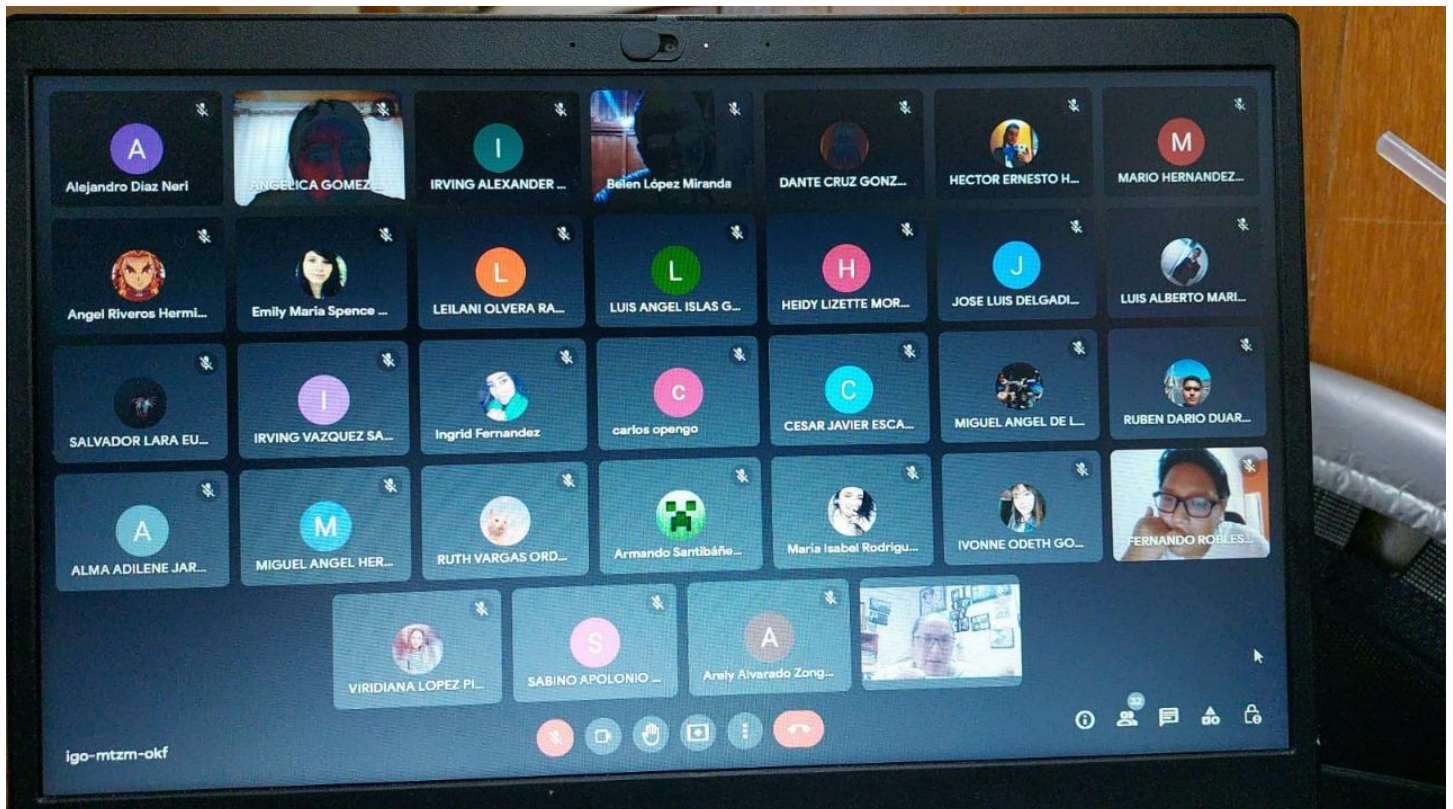 A
Alejandro Diaz Neri
ANGELICA GOMEZ...
I
IRVING ALEXANDER ...
Belen López Miranda
DANTE CRUZ GONZ...
HECTOR ERNESTO H...
M
MARIO HERNANDEZ...
Angel Riveros Hermi...
Emily Maria Spence ...
L
LEILANI OLVERA RA...
L
LUIS ANGEL ISLAS G...
H
HEIDY LIZETTE MOR...
J
JOSE LUIS DELGADI...
LUIS ALBERTO MARI...
SALVADOR LARA EU...
I
IRVING VAZQUEZ SA...
Ingrid Fernandez
c
carlos opengo
C
CESAR JAVIER ESCA...
MIGUEL ANGEL DE L...
RUBEN DARIO DUAR...
A
ALMA ADILENE JAR...
M
MIGUEL ANGEL HER...
RUTH VARGAS ORD...
Armando Santibáñe...
Maria Isabel Rodrigu...
IVONNE ODETH GO...
FERNANDO ROBLES...
VIRIDIANA LOPEZ PI...
S
SABINO APOLONIO ...
A
Arely Alvarado Zong...
32
igo-mtzm-okf